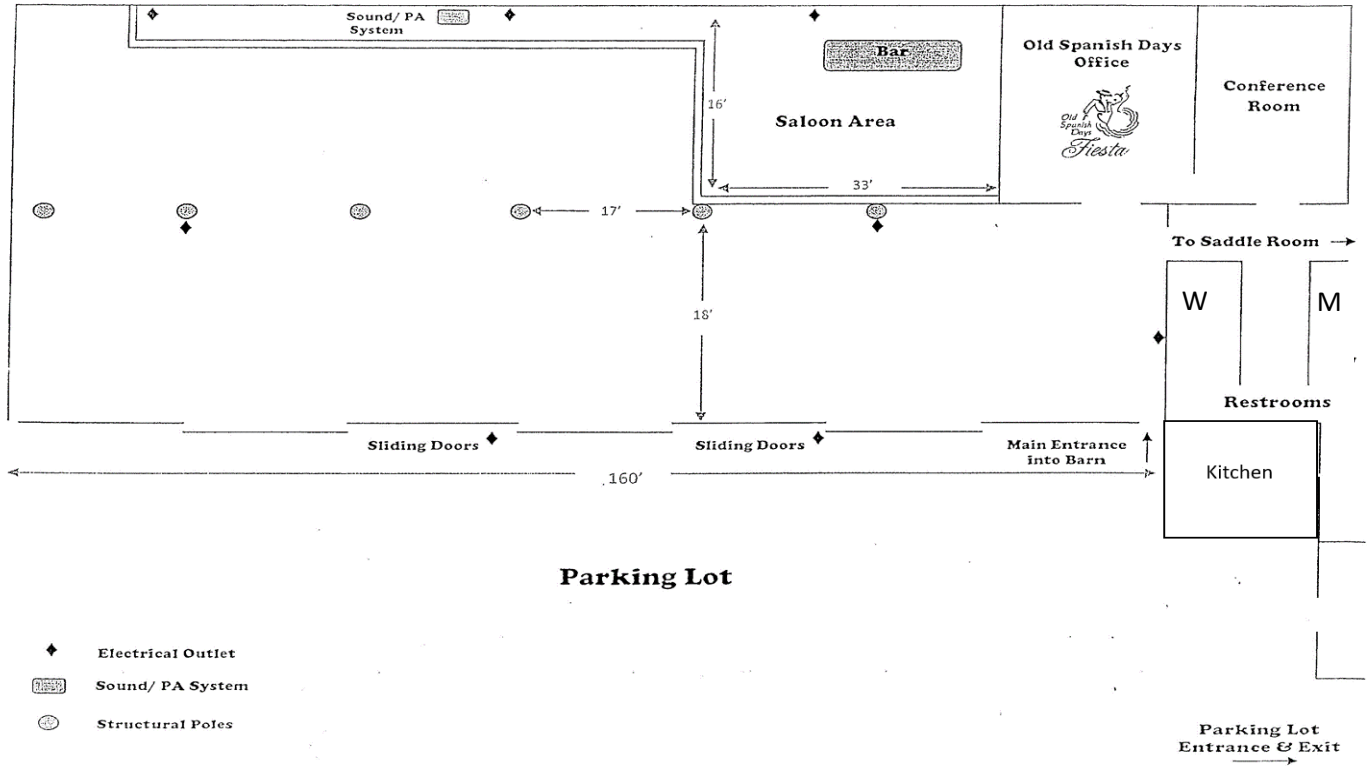 Sound/ PA
System
Bar
Old Spanish Days
Office
Conference
Room
16'
Saloon Area
Old
Spanish
Days
Fiesta
33'
17'
To Saddle Room
18'
W
M
Restrooms
Sliding Doors
Sliding Doors
Main Entrance
into Barn
160'
Kitchen
Parking Lot
Electrical Outlet
Sound/ PA System
Structural Poles
Parking Lot
Entrance & Exit